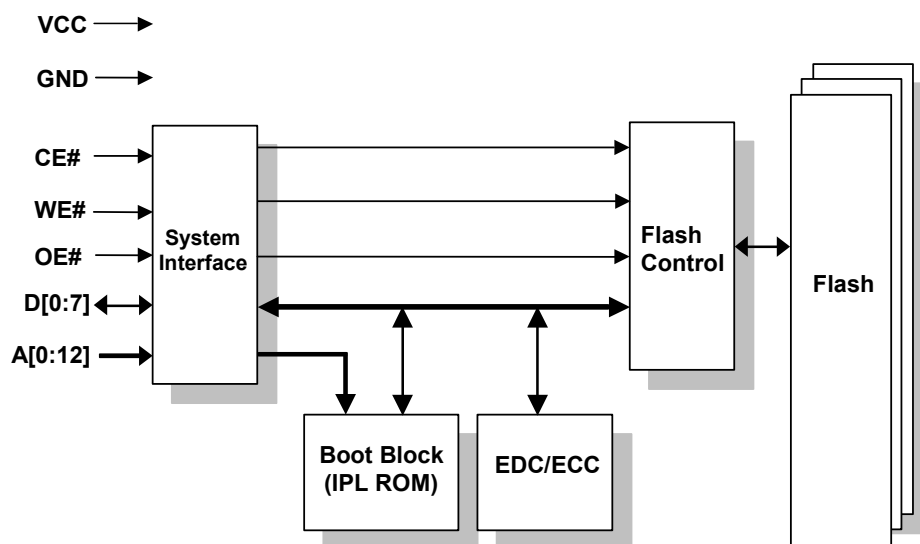 VCC
GND
CE#
WE#
OE#
D[0:7]
A[0:12]
System
Interface
Flash
Control
Flash
Boot Block
(IPL ROM)
EDC/ECC